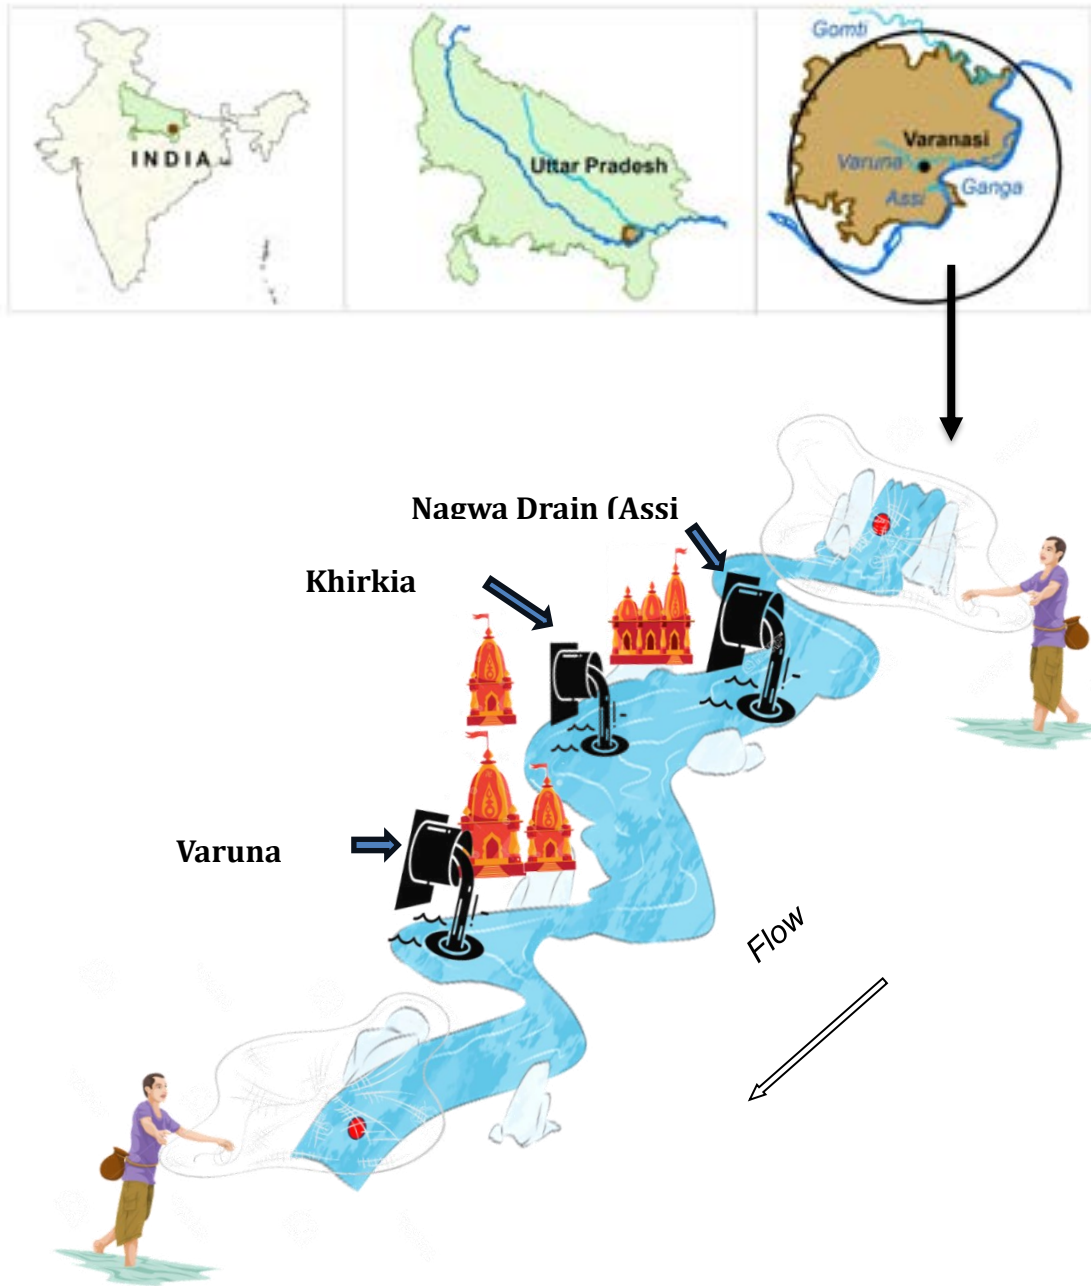 INDIA
Uttar Pradesh
Gomti
Varanasi
Varuna
Assi
Ganga
Nagwa Drain (Assi
Khirkia
Varuna
Flow